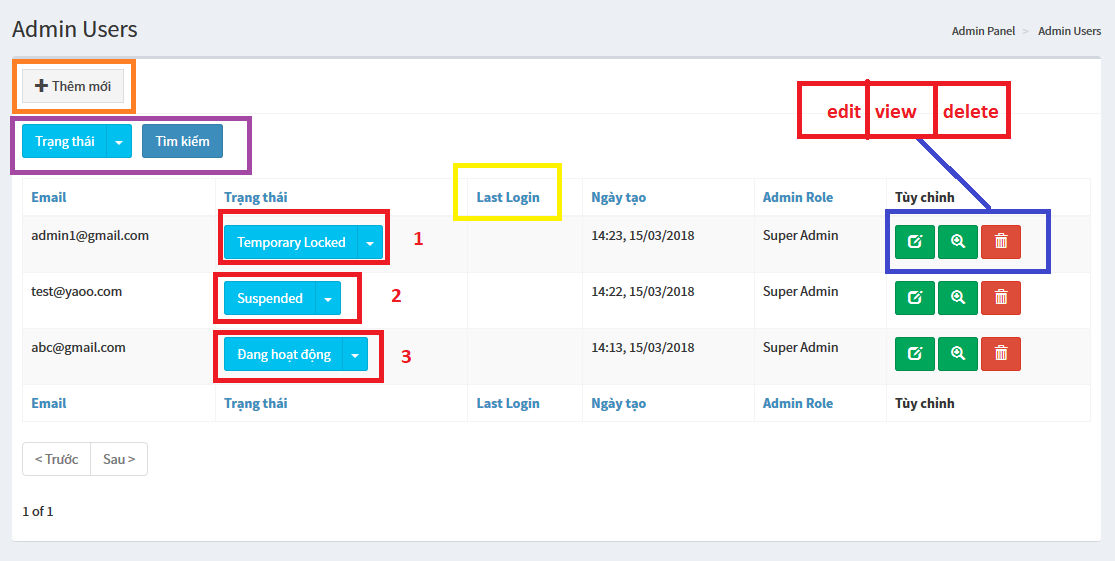 Admin Users
Admin Panel > Admin Users
Thêm mới
edit view delete
Trạng thái Tìm kiếm
Email Trạng thái Last Login Ngày tạo Admin Role Tùy chỉnh
admin1@gmail.com Temporary Locked 1 14:23, 15/03/2018 Super Admin
test@yaoo.com Suspended 2 14:22, 15/03/2018 Super Admin
abc@gmail.com Đang hoạt động 3 14:13, 15/03/2018 Super Admin
Email Trạng thái Last Login Ngày tạo Admin Role Tùy chỉnh
< Trước Sau >
1 of 1